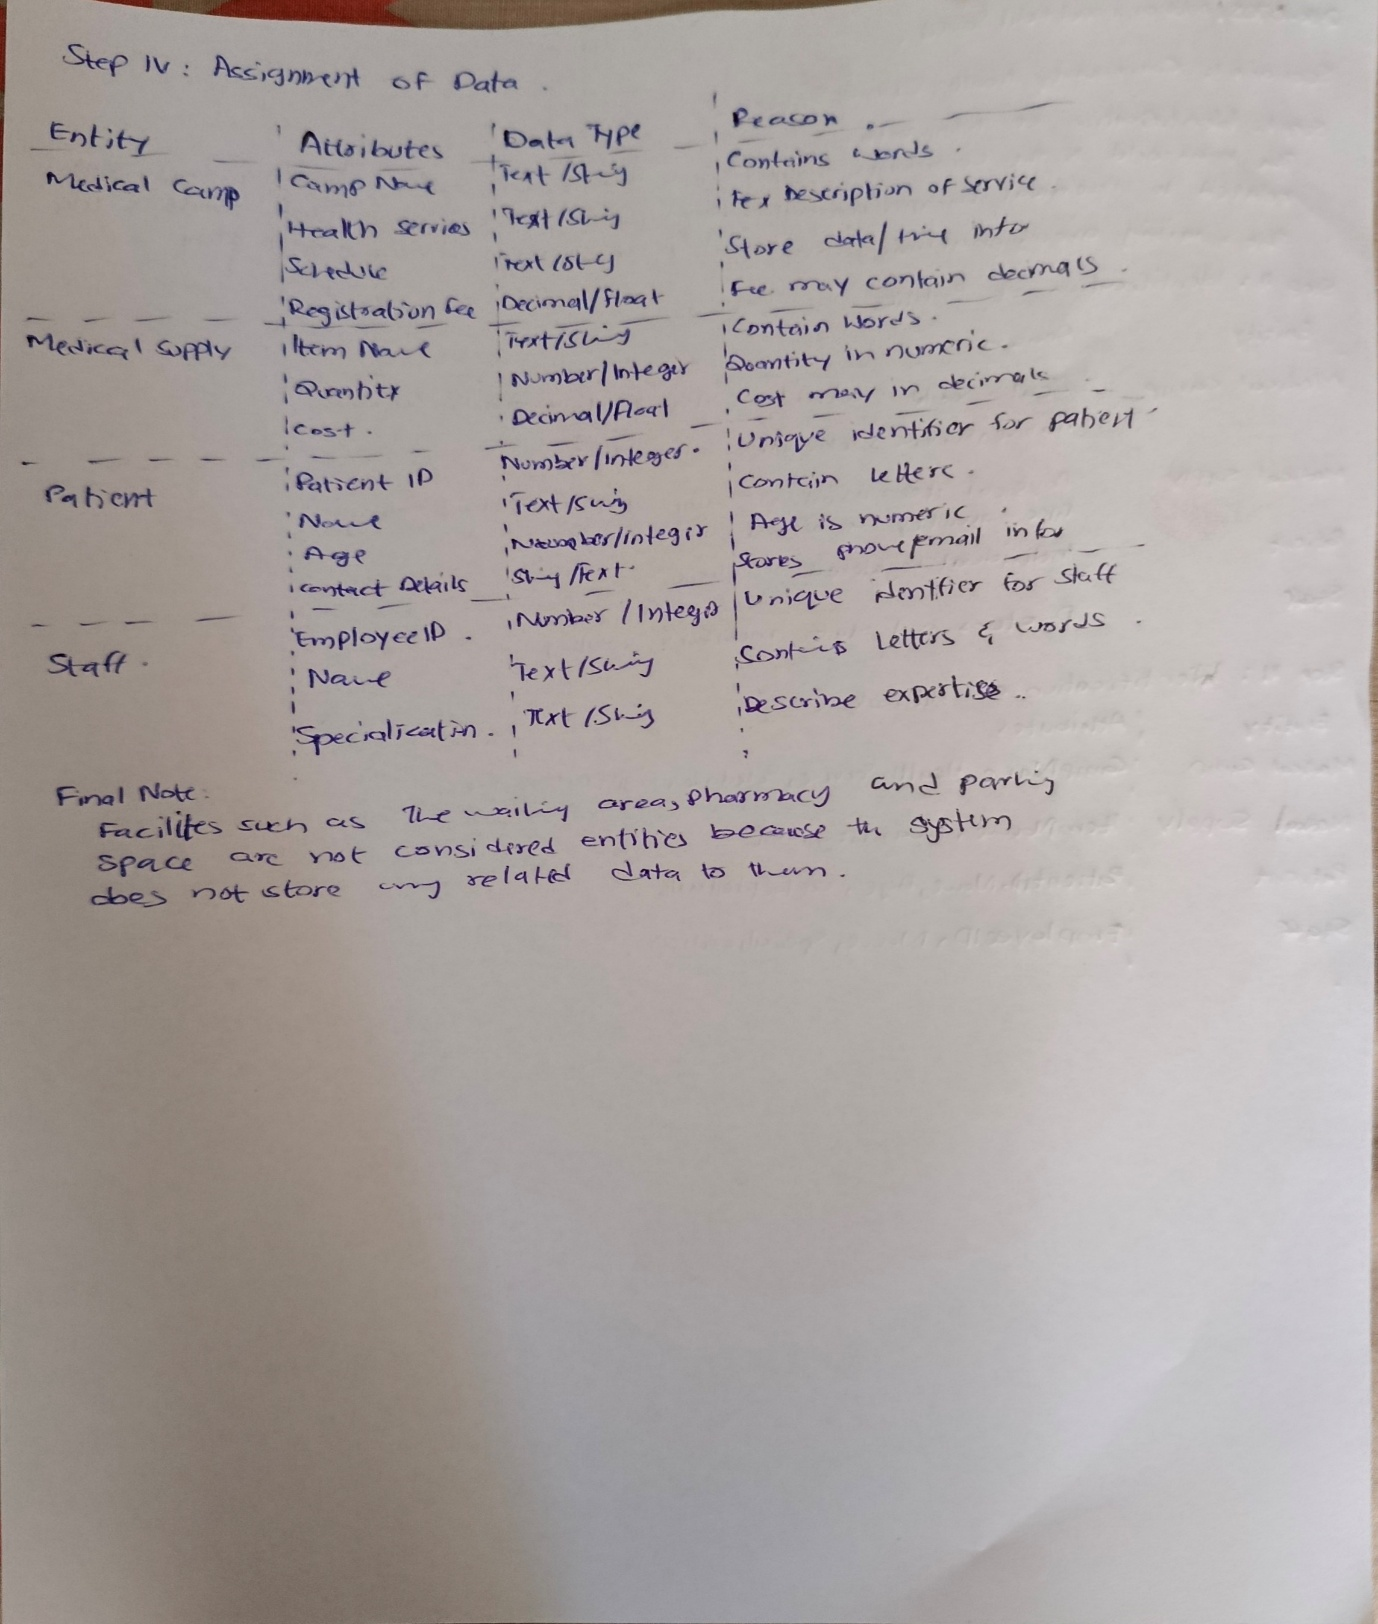 Step IV : Assignment of Data .
Entity Attributes Data Type Reason .
Medical Camp Camp Name Text / String Contains words .
Health services Text / String Tex Description of Service .
Schedule Text / String Store data / time info
Registration Fee Decimal/Float Fee may contain decimals .
Medical Supply Item Name Text/String Contain Words .
Quantity Number/Integer Quantity in numeric .
Cost . Decimal/Float Cost may in decimals
Patient Patient ID Number/integer . Unique identifier for patient
Name Text/String Contain letters .
Age Number/integer Age is numeric .
contact Details String /Text . Stores phone/email info
Staff . EmployeeID . Number / Integer Unique identifier for Staff
Name Text/String Contains letters & words .
Specialization . Text /String Describe expertise ..
Final Note :
Facilites such as The waiting area, pharmacy and parking
space are not considered entities because the system
does not store any related data to them .